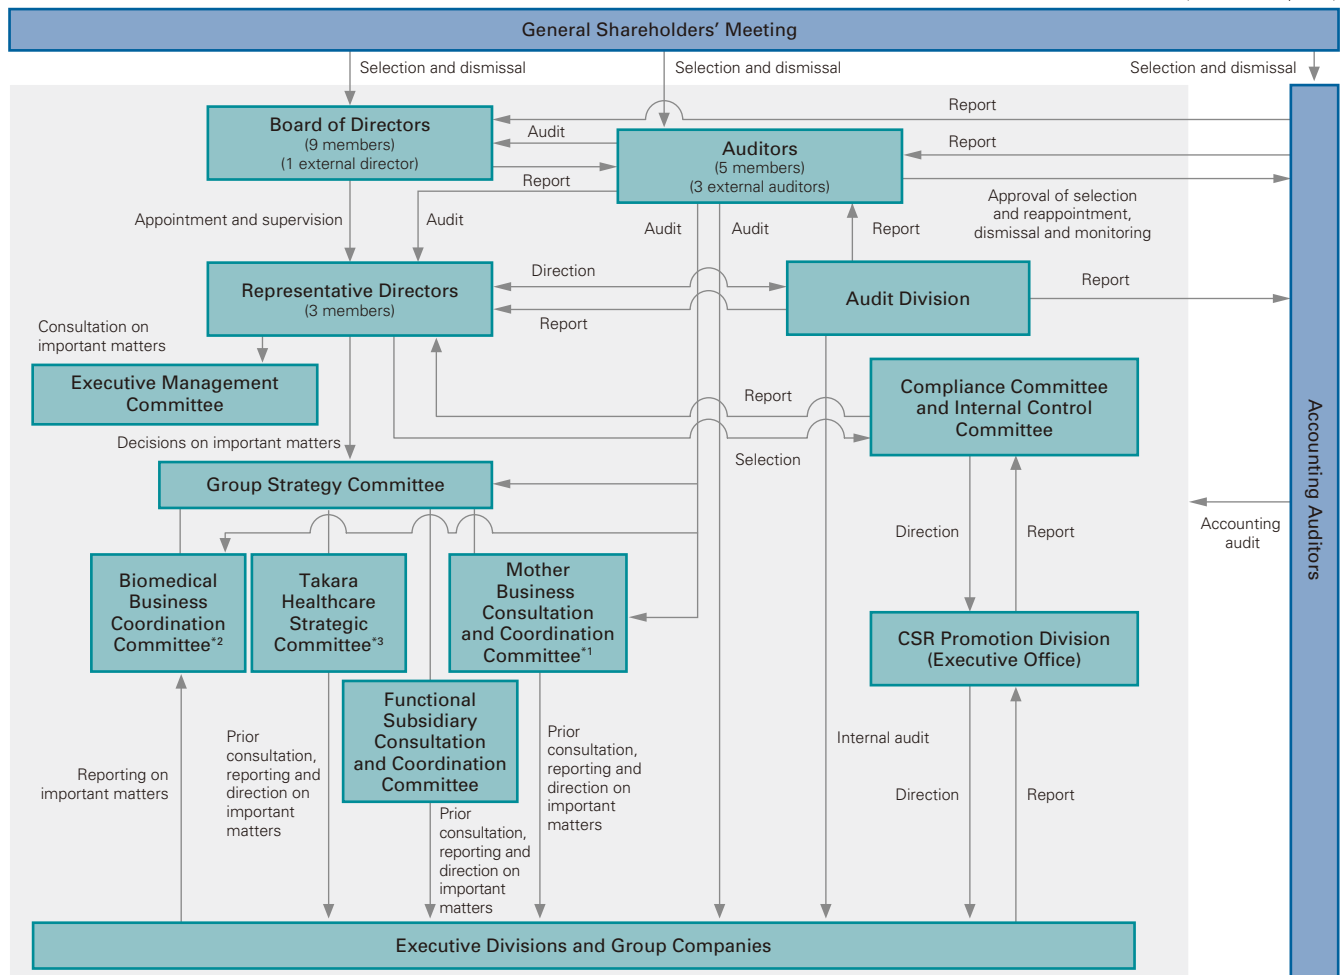 General Shareholders' Meeting
Selection and dismissal
Selection and dismissal
Selection and dismissal
Board of Directors
(9 members)
(1 external director)
Audit
Report
Auditors
(5 members)
(3 external auditors)
Report
Report
Approval of selection
and reappointment,
dismissal and monitoring
Appointment and supervision
Audit
Audit
Audit
Report
Representative Directors
(3 members)
Direction
Report
Audit Division
Report
Consultation on
important matters
Executive Management
Committee
Decisions on important matters
Report
Selection
Compliance Committee
and Internal Control
Committee
Accounting Auditors
Group Strategy Committee
Direction
Report
Accounting
audit
Biomedical
Business
Coordination
Committee*2
Takara
Healthcare
Strategic
Committee*3
Mother
Business
Consultation
and Coordination
Committee*1
CSR Promotion Division
(Executive Office)
Functional
Subsidiary
Consultation
and Coordination
Committee
Reporting on
important matters
Prior
consultation,
reporting and
direction on
important
matters
Prior
consultation,
reporting and
direction on
important
matters
Prior
consultation,
reporting and
direction on
important
matters
Internal audit
Direction
Report
Executive Divisions and Group Companies